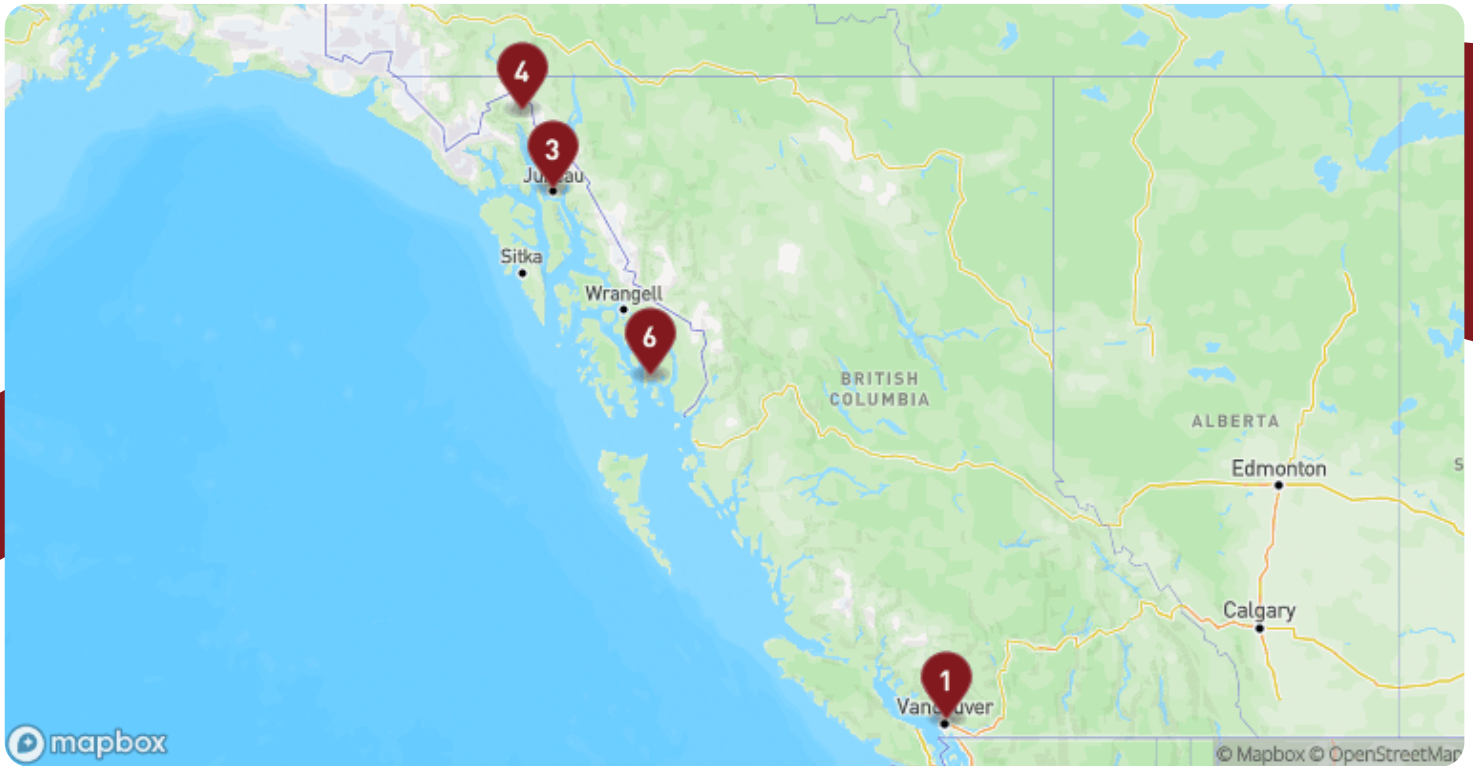 4
3
Juneau
Sitka
Wrangell
6
BRITISH
COLUMBIA
ALBERTA
Edmonton
S
Calgary
1
Vancouver
mapbox
© Mapbox © OpenStreetMap